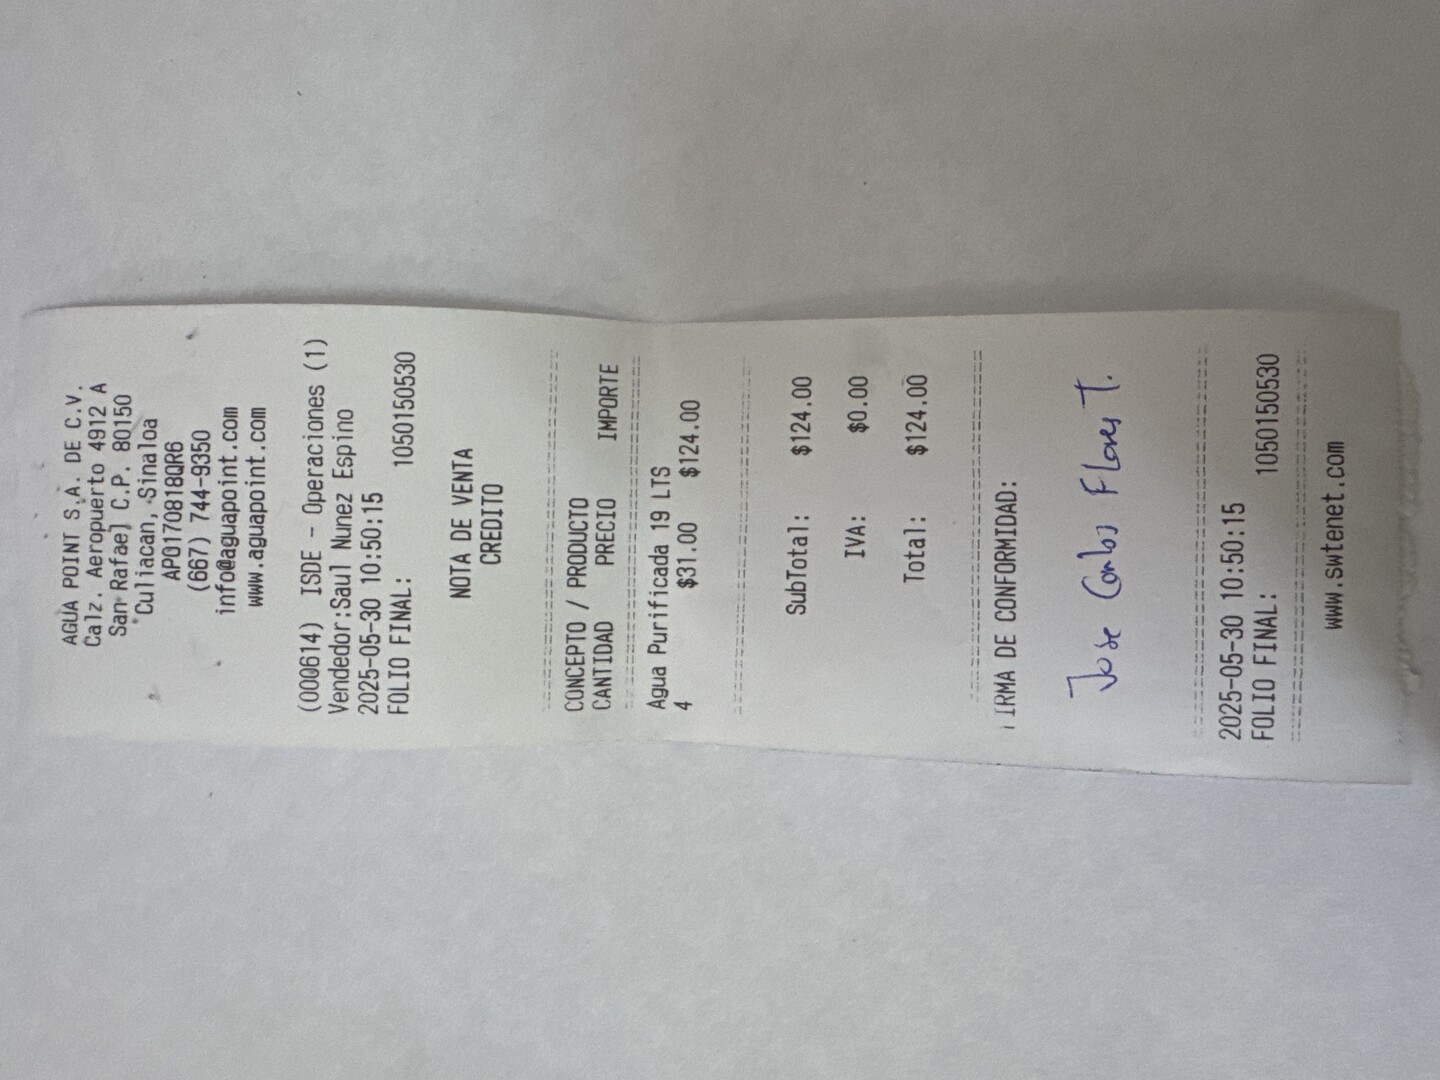 AGUA POINT S.A. DE C.V.
Calz. Aeropuerto 4912 A
San Rafael C.P. 80150
Culiacan, Sinaloa
APO170818QR6
(667) 744-9350
info@aguapoint.com
www.aguapoint.com
(000614) ISDE - Operaciones (1)
Vendedor:Saul Nunez Espino
2025-05-30 10:50:15
FOLIO FINAL: 1050150530
NOTA DE VENTA
CREDITO
CONCEPTO / PRODUCTO
CANTIDAD PRECIO IMPORTE
Agua Purificada 19 LTS
4 $31.00 $124.00
SubTotal: $124.00
IVA: $0.00
Total: $124.00
FIRMA DE CONFORMIDAD:
Jose Carlos Flores T.
2025-05-30 10:50:15
FOLIO FINAL: 1050150530
www.swtenet.com